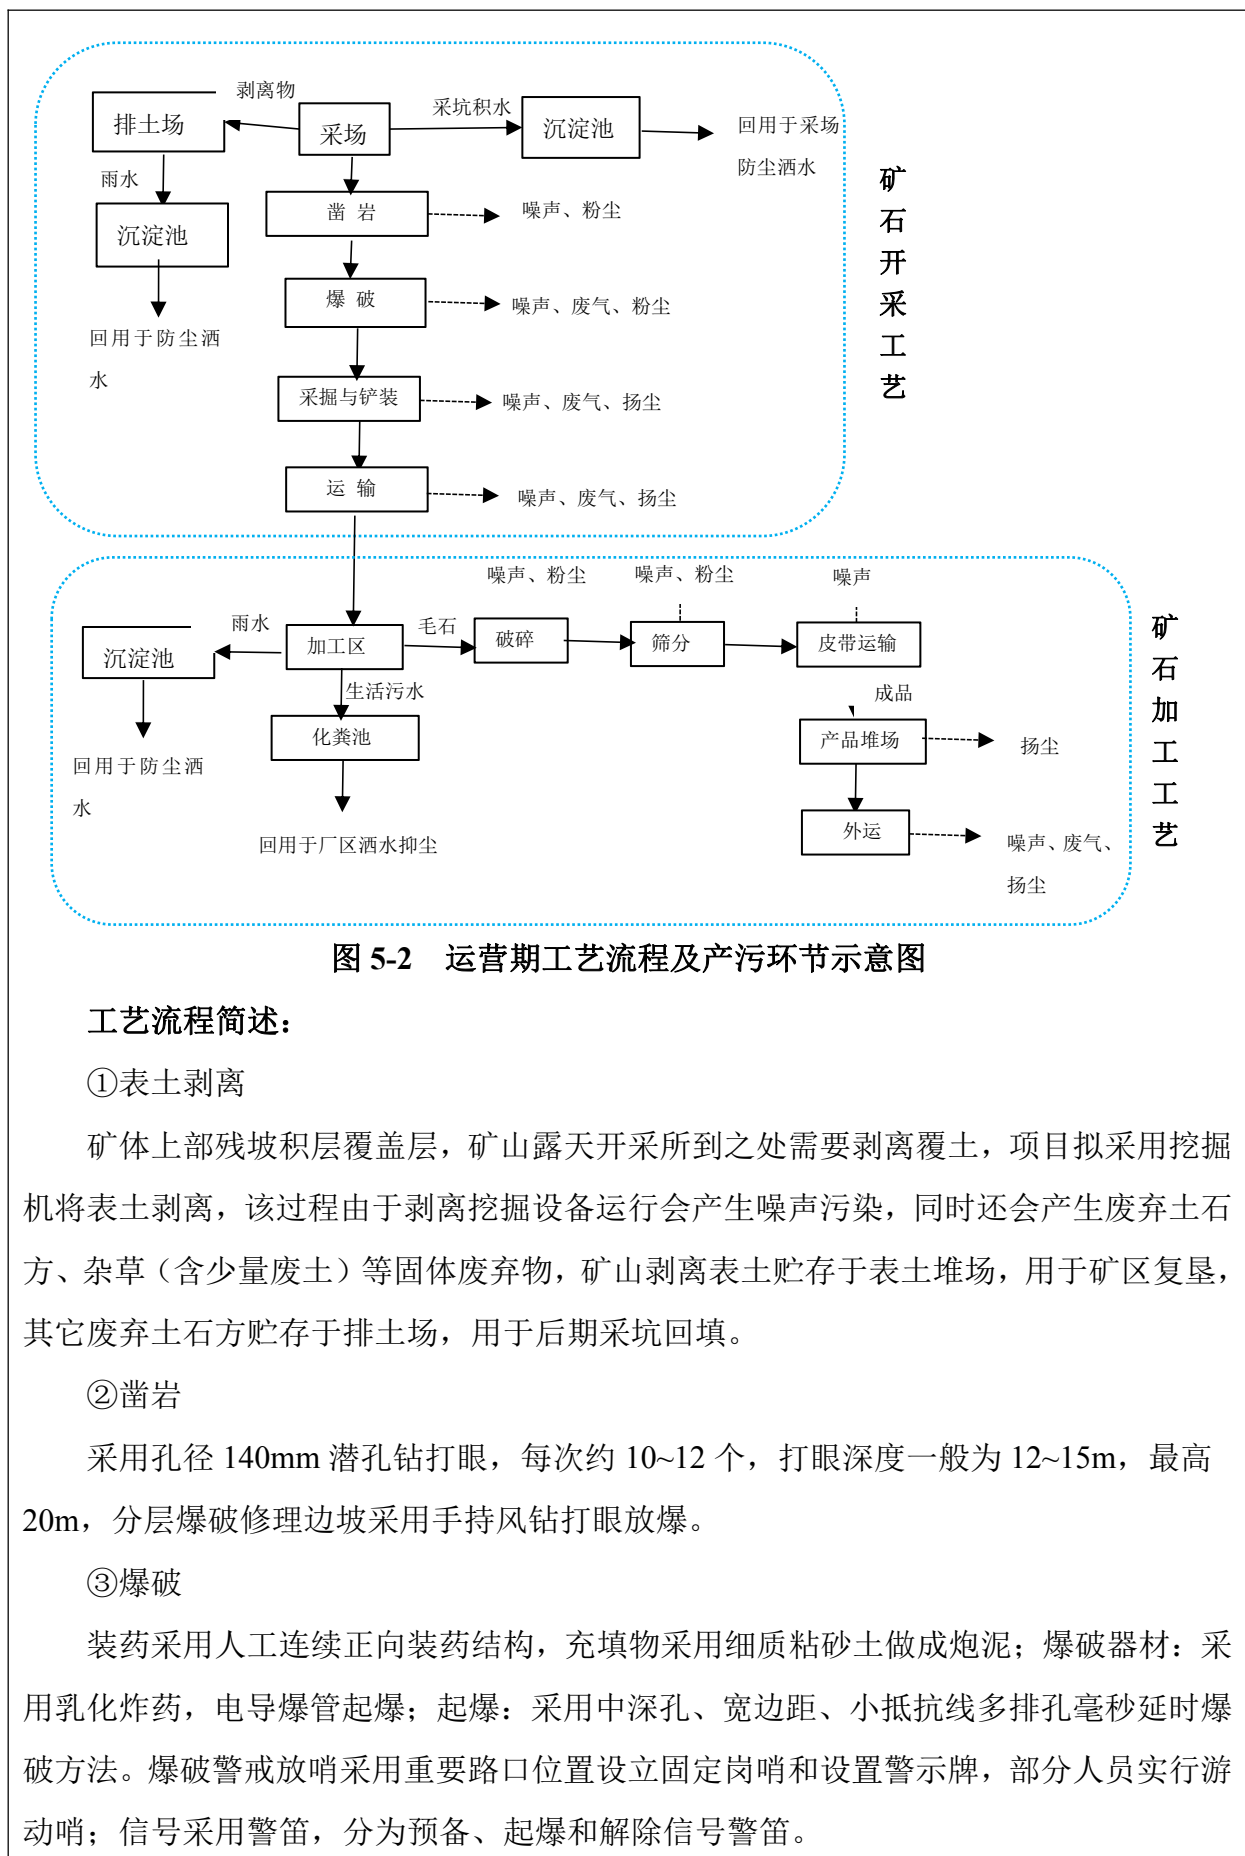 剥离物
排土场
采场
采坑积水
沉淀池
回用于采场
防尘洒水
雨水
沉淀池
回用于防尘洒
水
凿 岩
噪声、粉尘
爆 破
噪声、废气、粉尘
采掘与铲装
噪声、废气、扬尘
运 输
噪声、废气、扬尘
矿
石
开
采
工
艺
噪声、粉尘
噪声、粉尘
噪声
雨水
沉淀池
加工区
毛石
破碎
筛分
皮带运输
生活污水
成品
化粪池
产品堆场
扬尘
回用于防尘洒
水
回用于厂区洒水抑尘
外运
噪声、废气、
扬尘
矿
石
加
工
工
艺
图 5-2 运营期工艺流程及产污环节示意图
工艺流程简述：
①表土剥离
矿体上部残坡积层覆盖层，矿山露天开采所到之处需要剥离覆土，项目拟采用挖掘
机将表土剥离，该过程由于剥离挖掘设备运行会产生噪声污染，同时还会产生废弃土石
方、杂草（含少量废土）等固体废弃物，矿山剥离表土贮存于表土堆场，用于矿区复垦，
其它废弃土石方贮存于排土场，用于后期采坑回填。
②凿岩
采用孔径 140mm 潜孔钻打眼，每次约 10~12 个，打眼深度一般为 12~15m，最高
20m，分层爆破修理边坡采用手持风钻打眼放爆。
③爆破
装药采用人工连续正向装药结构，充填物采用细质粘砂土做成炮泥；爆破器材：采
用乳化炸药，电导爆管起爆；起爆：采用中深孔、宽边距、小抵抗线多排孔毫秒延时爆
破方法。爆破警戒放哨采用重要路口位置设立固定岗哨和设置警示牌，部分人员实行游
动哨；信号采用警笛，分为预备、起爆和解除信号警笛。